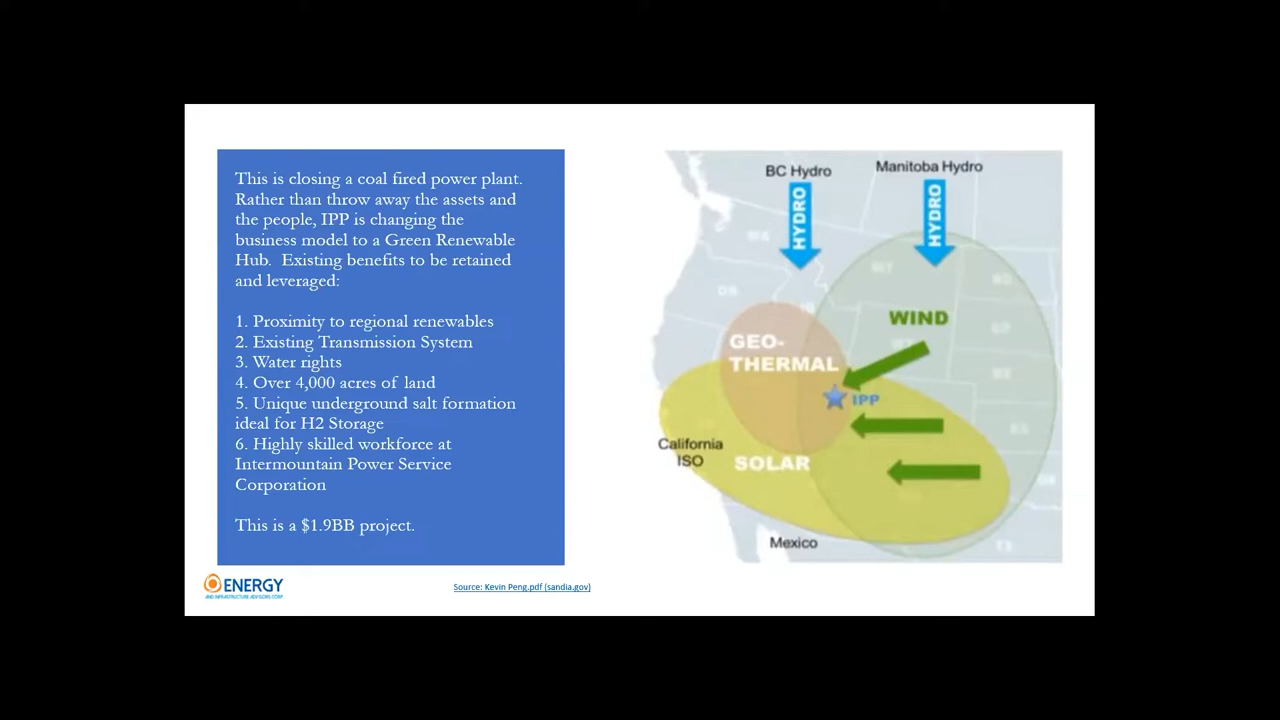 This is closing a coal fired power plant.
Rather than throw away the assets and
the people, IPP is changing the
business model to a Green Renewable
Hub.  Existing benefits to be retained
and leveraged:
1. Proximity to regional renewables
2. Existing Transmission System
3. Water rights
4. Over 4,000 acres of land
5. Unique underground salt formation
ideal for H2 Storage
6. Highly skilled workforce at
Intermountain Power Service
Corporation
This is a $1.9BB project.
BC Hydro
Manitoba Hydro
HYDRO
HYDRO
WA
MT
OR
WIND
GEO-
THERMAL
IPP
California
ISO
SOLAR
Mexico
TX
ENERGY
AND INFRASTRUCTURE ADVISORS CORP
Source: Kevin Peng.pdf (sandia.gov)